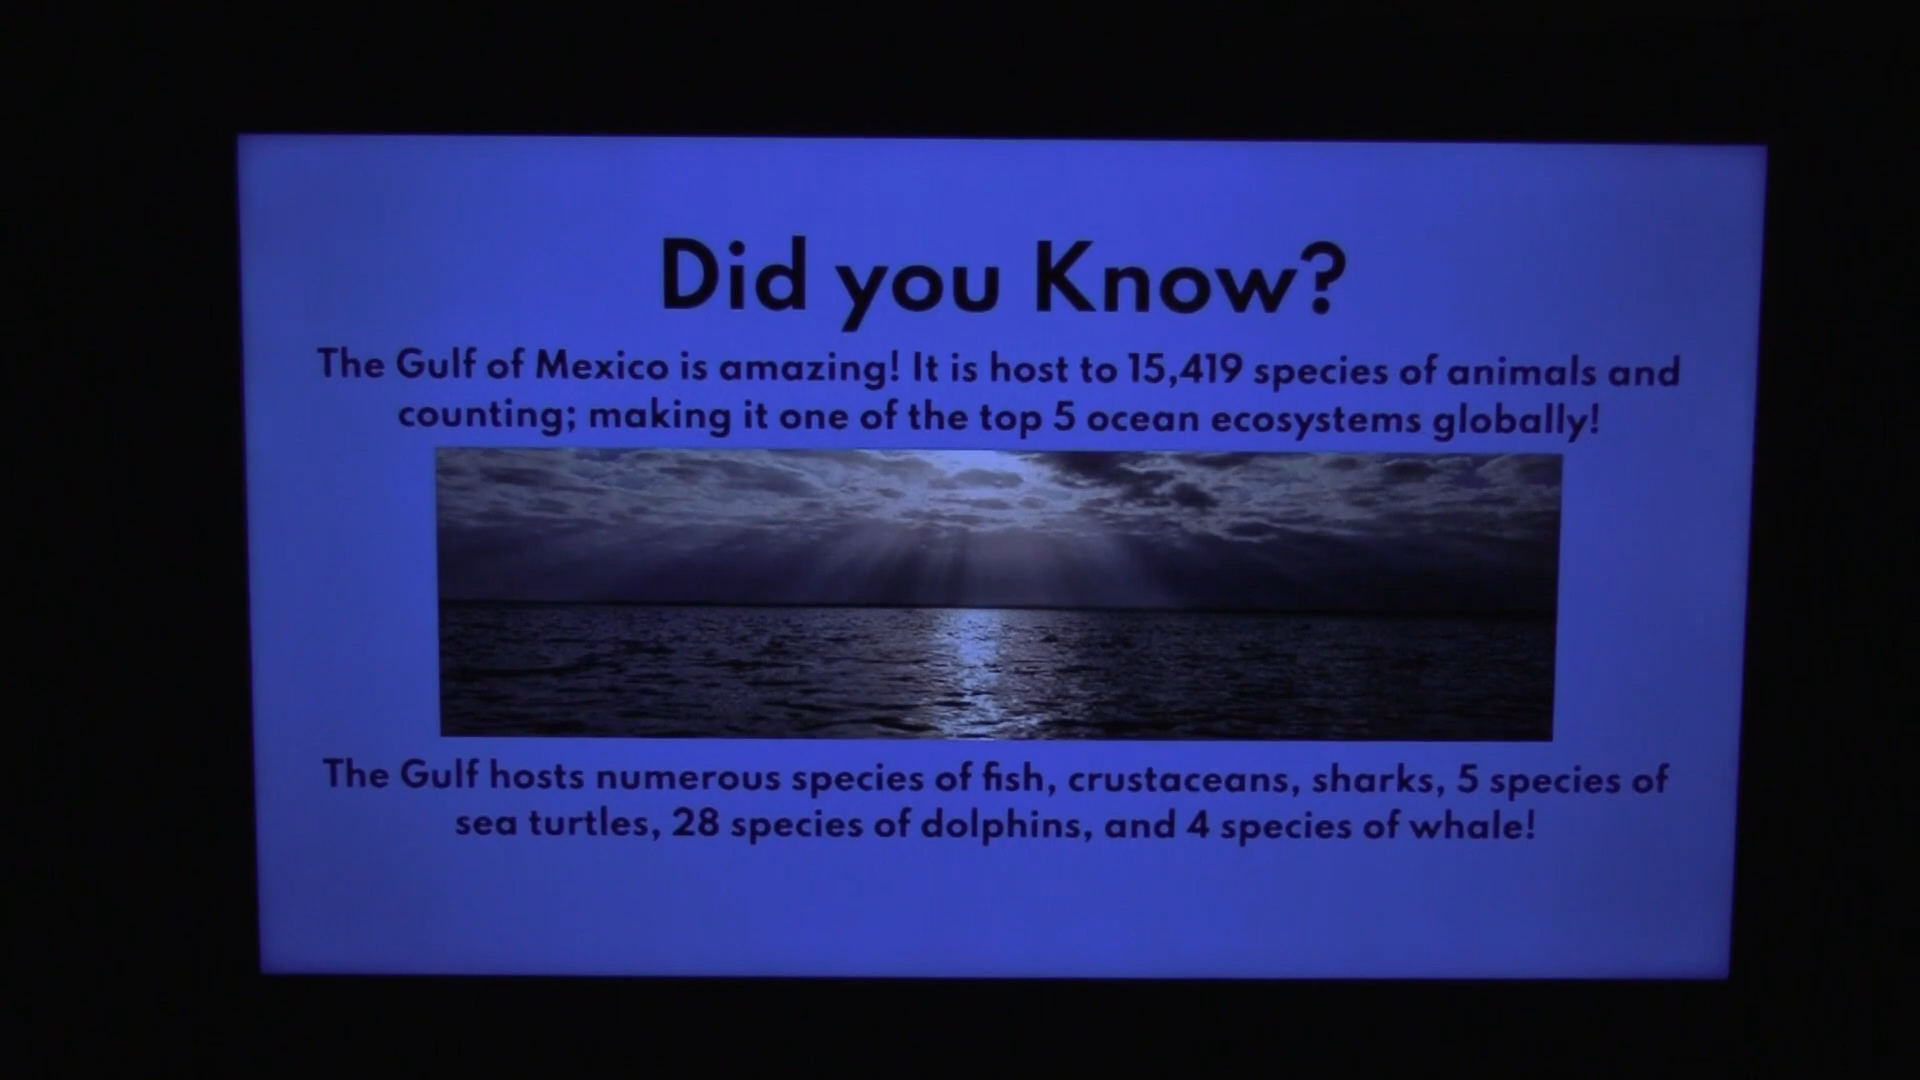 Did you Know?
The Gulf of Mexico is amazing! It is host to 15,419 species of animals and
counting; making it one of the top 5 ocean ecosystems globally!
The Gulf hosts numerous species of fish, crustaceans, sharks, 5 species of
sea turtles, 28 species of dolphins, and 4 species of whale!